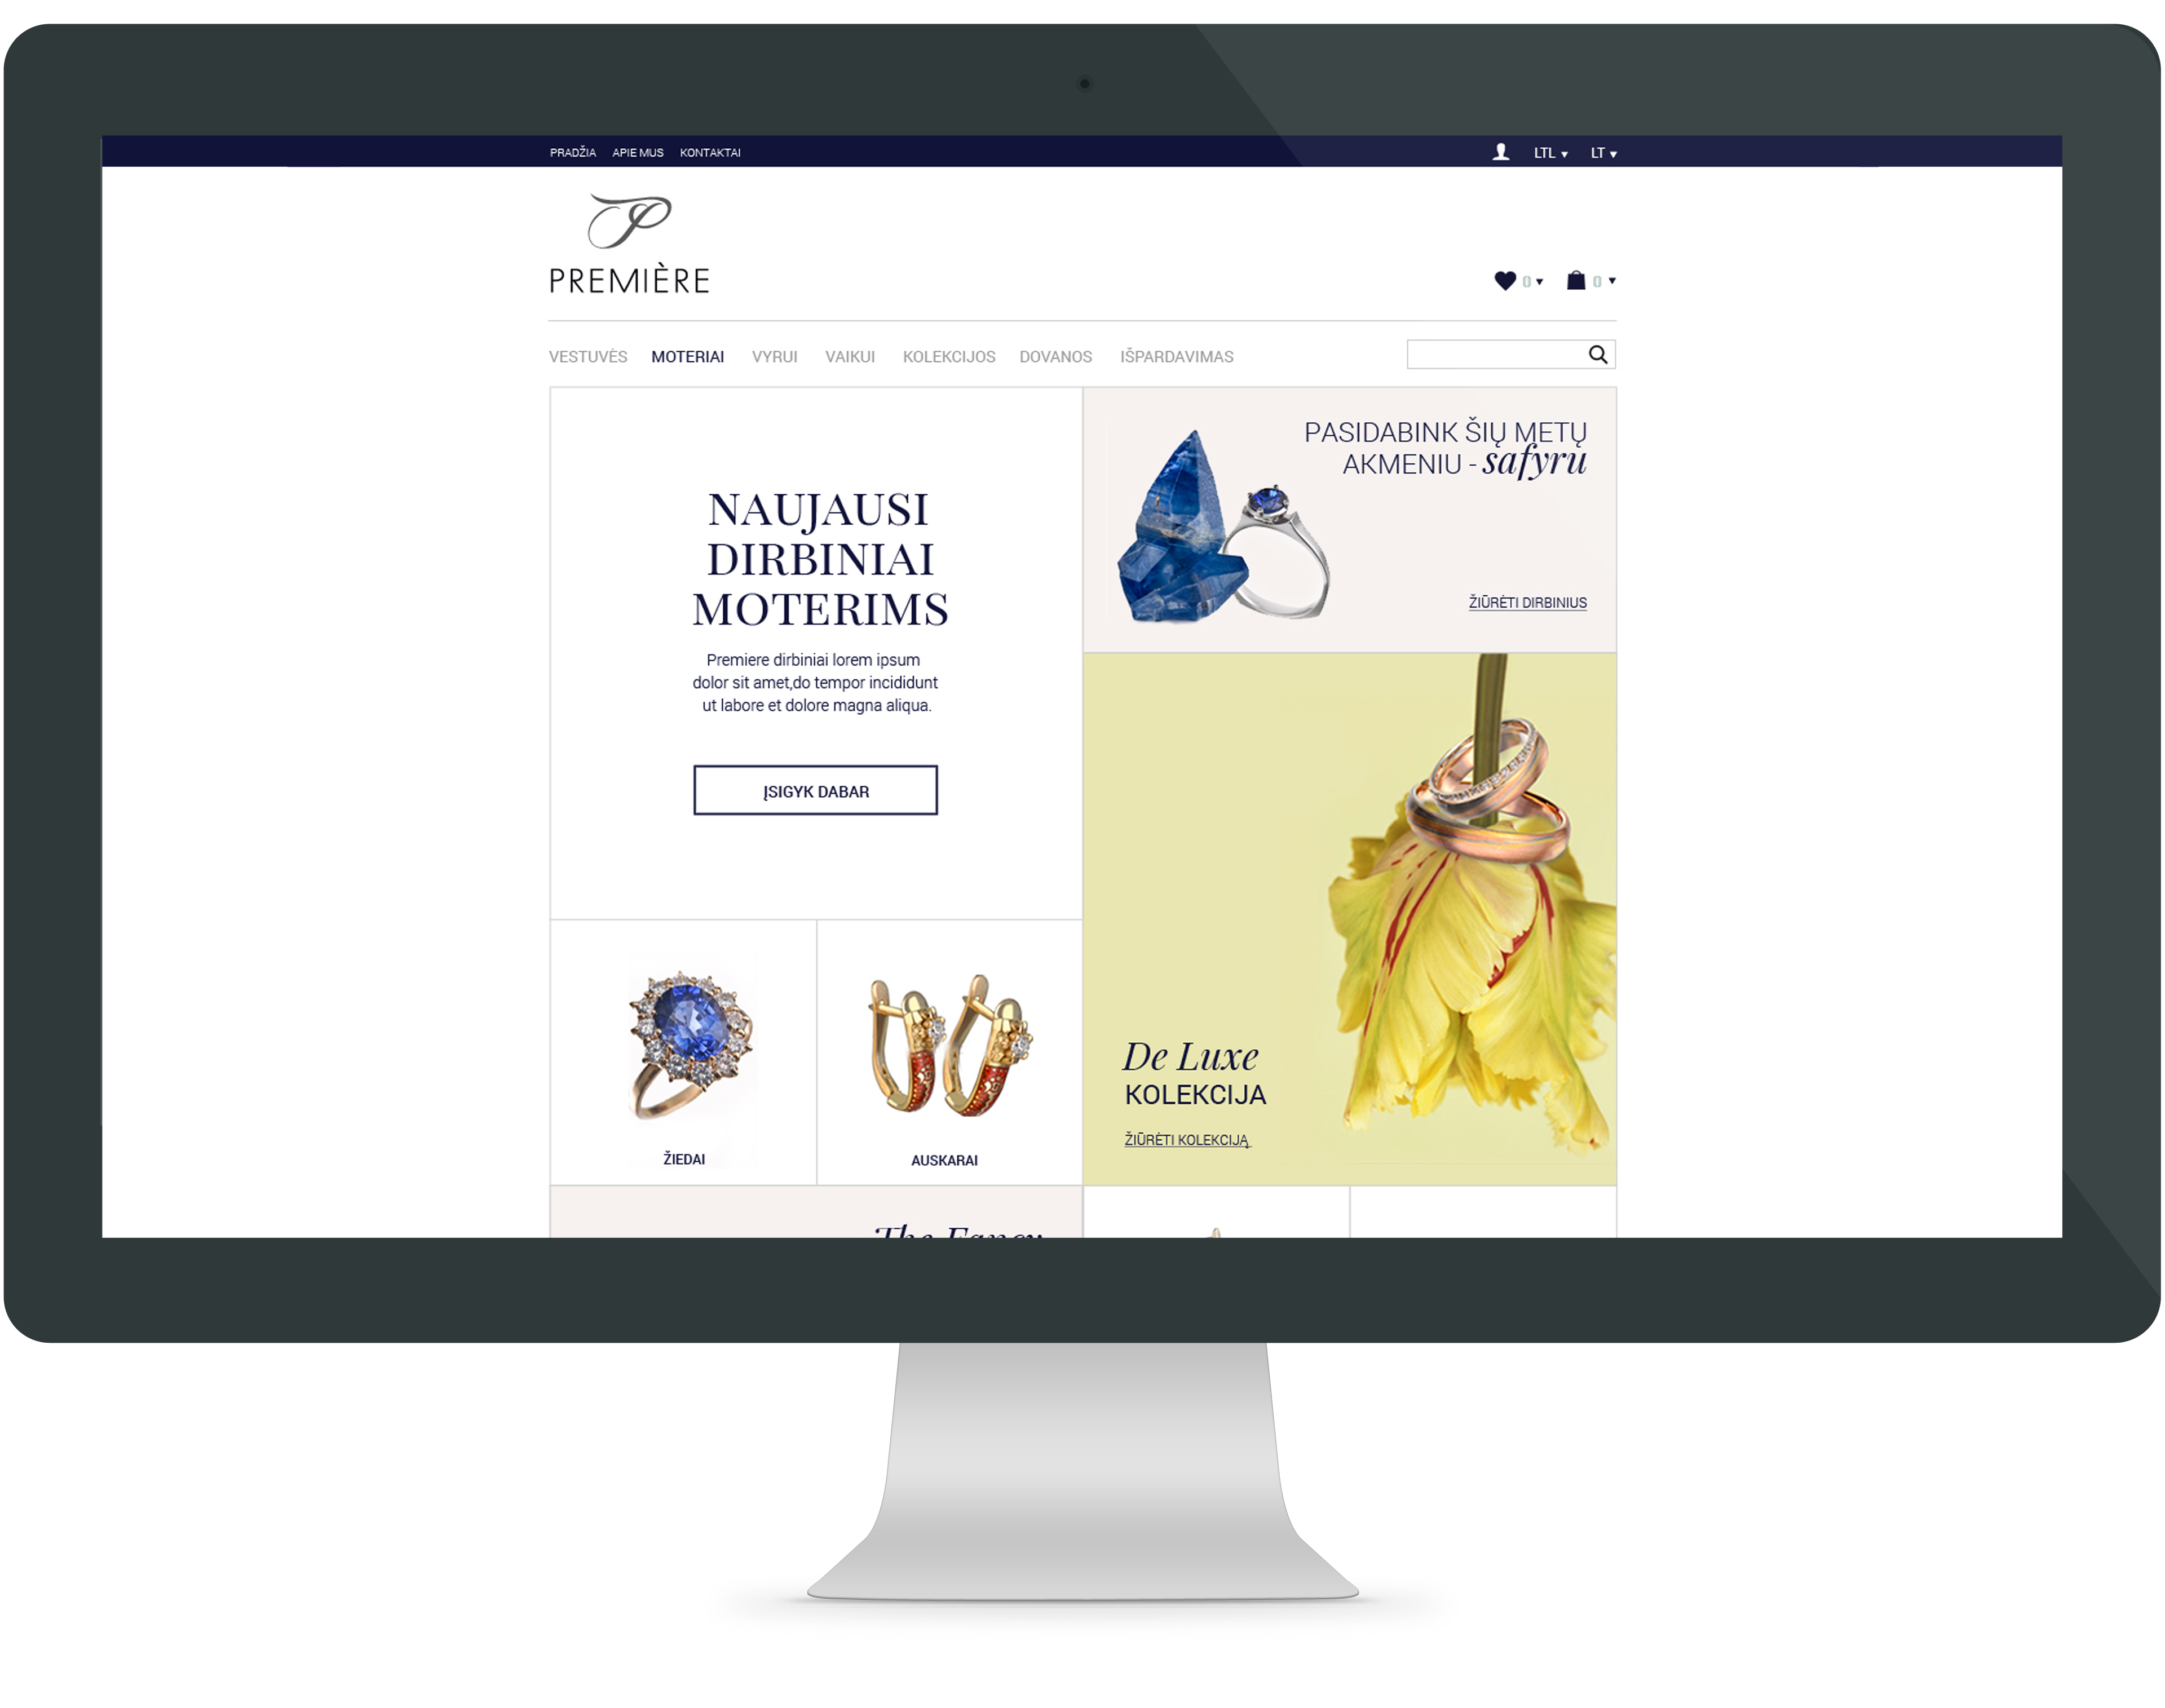 PRADŽIA APIE MUS KONTAKTAI
LTL LT
P
PREMIÈRE
0 0
VESTUVĖS MOTERIAI VYRUI VAIKUI KOLEKCIJOS DOVANOS IŠPARDAVIMAS
NAUJAUSI
DIRBINIAI
MOTERIMS
Premiere dirbiniai lorem ipsum
dolor sit amet,do tempor incididunt
ut labore et dolore magna aliqua.
ĮSIGYK DABAR
PASIDABINK ŠIŲ METŲ
AKMENIU - safyru
ŽIŪRĖTI DIRBINIUS
De Luxe
KOLEKCIJA
ŽIŪRĖTI KOLEKCIJĄ
ŽIEDAI
AUSKARAI
The Fancy